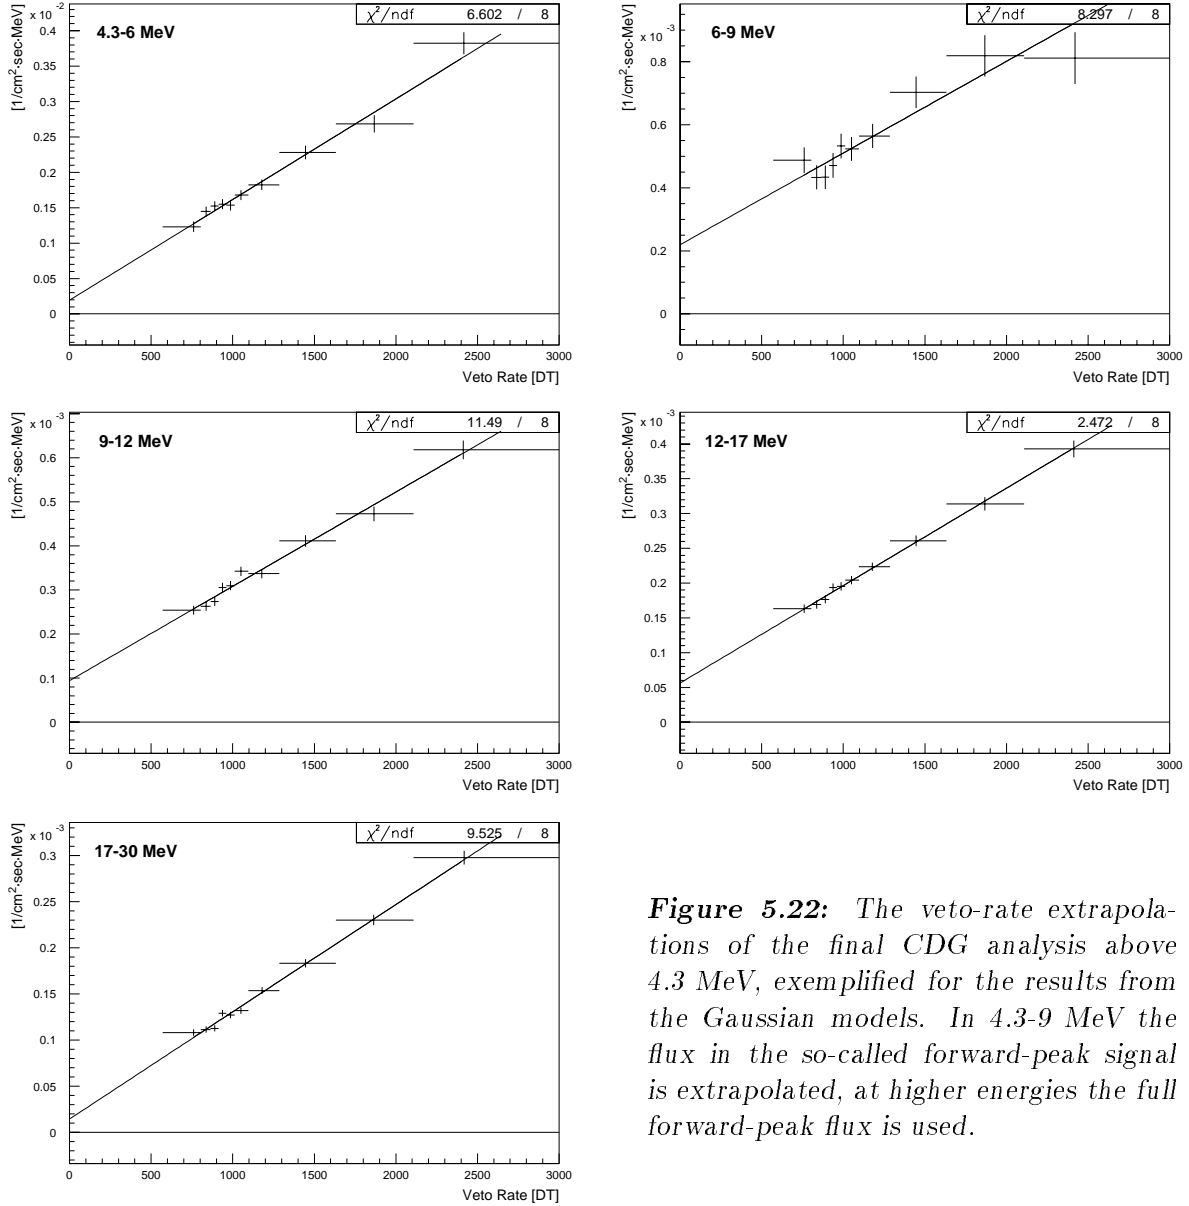 x 10 -2
χ²/ndf 6.602 / 8
4.3-6 MeV
[1/cm²·sec·MeV]
0.4
0.35
0.3
0.25
0.2
0.15
0.1
0.05
0
0 500 1000 1500 2000 2500 3000
Veto Rate [DT]
x 10 -3
χ²/ndf 8.297 / 8
6-9 MeV
[1/cm²·sec·MeV]
0.8
0.6
0.4
0.2
0
0 500 1000 1500 2000 2500 3000
Veto Rate [DT]
x 10 -3
χ²/ndf 11.49 / 8
9-12 MeV
[1/cm²·sec·MeV]
0.6
0.5
0.4
0.3
0.2
0.1
0
0 500 1000 1500 2000 2500 3000
Veto Rate [DT]
x 10 -3
χ²/ndf 2.472 / 8
12-17 MeV
[1/cm²·sec·MeV]
0.4
0.35
0.3
0.25
0.2
0.15
0.1
0.05
0
0 500 1000 1500 2000 2500 3000
Veto Rate [DT]
x 10 -3
χ²/ndf 9.525 / 8
17-30 MeV
[1/cm²·sec·MeV]
0.3
0.25
0.2
0.15
0.1
0.05
0
0 500 1000 1500 2000 2500 3000
Veto Rate [DT]
Figure 5.22: The veto-rate extrapola-
tions of the final CDG analysis above
4.3 MeV, exemplified for the results from
the Gaussian models. In 4.3-9 MeV the
flux in the so-called forward-peak signal
is extrapolated, at higher energies the full
forward-peak flux is used.